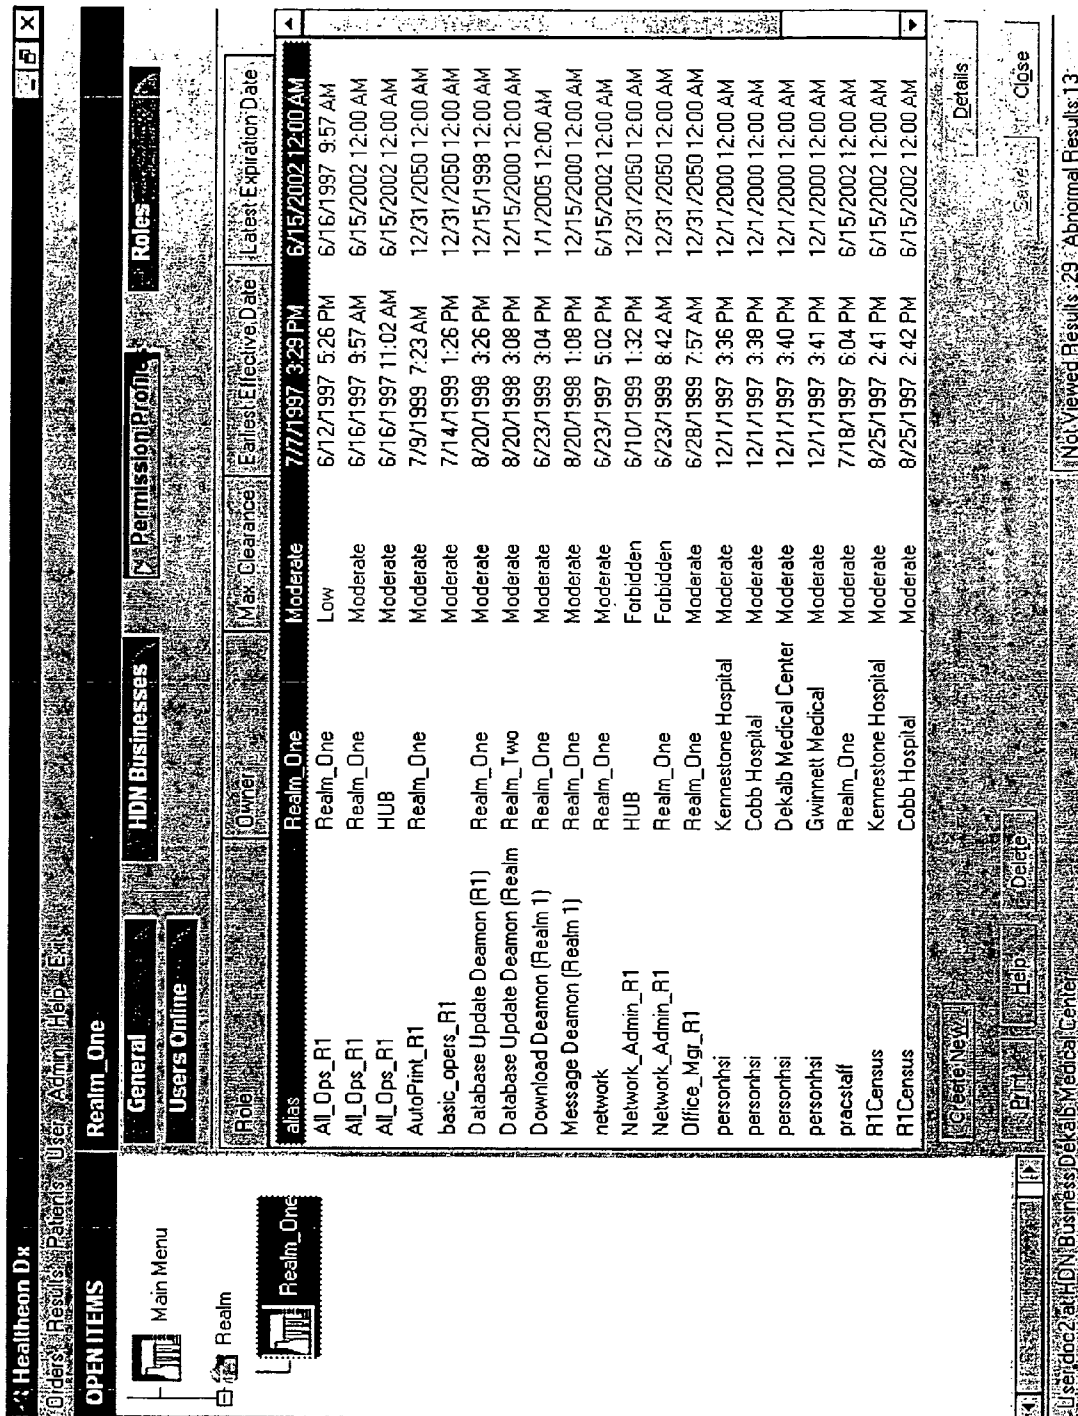 Healtheon Dx
Orders Results Patients User Admin Help Exit
OPEN ITEMS
Realm_One
Main Menu
Realm
Realm_One
General HDN Businesses PermissionProfile Roles
Users Online
Role Owner Max Clearance Earliest Effective Date Latest Expiration Date
alias Realm_One Moderate 7/7/1997 3:29 PM 6/15/2002 12:00 AM
All_Ops_R1 Realm_One Low 6/12/1997 5:26 PM 6/16/1997 9:57 AM
All_Ops_R1 Realm_One Moderate 6/16/1997 9:57 AM 6/15/2002 12:00 AM
All_Ops_R1 HUB Moderate 6/16/1997 11:02 AM 6/15/2002 12:00 AM
AutoPrint_R1 Realm_One Moderate 7/9/1999 7:23 AM 12/31/2050 12:00 AM
basic_opers_R1 Moderate 7/14/1999 1:26 PM 12/31/2050 12:00 AM
Database Update Deamon (R1) Realm_One Moderate 8/20/1998 3:26 PM 12/15/1998 12:00 AM
Database Update Deamon (Realm Realm_Two Moderate 8/20/1998 3:08 PM 12/15/2000 12:00 AM
Download Deamon (Realm 1) Realm_One Moderate 6/23/1999 3:04 PM 1/1/2005 12:00 AM
Message Deamon (Realm 1) Realm_One Moderate 8/20/1998 1:08 PM 12/15/2000 12:00 AM
network Realm_One Moderate 6/23/1997 5:02 PM 6/15/2002 12:00 AM
Network_Admin_R1 HUB Forbidden 6/10/1999 1:32 PM 12/31/2050 12:00 AM
Network_Admin_R1 Realm_One Forbidden 6/23/1999 8:42 AM 12/31/2050 12:00 AM
Office_Mgr_R1 Realm_One Moderate 6/28/1999 7:57 AM 12/31/2050 12:00 AM
personhsi Kennestone Hospital Moderate 12/1/1997 3:36 PM 12/1/2000 12:00 AM
personhsi Cobb Hospital Moderate 12/1/1997 3:38 PM 12/1/2000 12:00 AM
personhsi Dekalb Medical Center Moderate 12/1/1997 3:40 PM 12/1/2000 12:00 AM
personhsi Gwinnett Medical Moderate 12/1/1997 3:41 PM 12/1/2000 12:00 AM
pracstaff Realm_One Moderate 7/18/1997 6:04 PM 6/15/2002 12:00 AM
R1Census Kennestone Hospital Moderate 8/25/1997 2:41 PM 6/15/2002 12:00 AM
R1Census Cobb Hospital Moderate 8/25/1997 2:42 PM 6/15/2002 12:00 AM
Create New Details
Print Help Delete Save Close
User doc2 at HDN Business Dekalb Medical Center Not Viewed Results: 29 Abnormal Results: 13